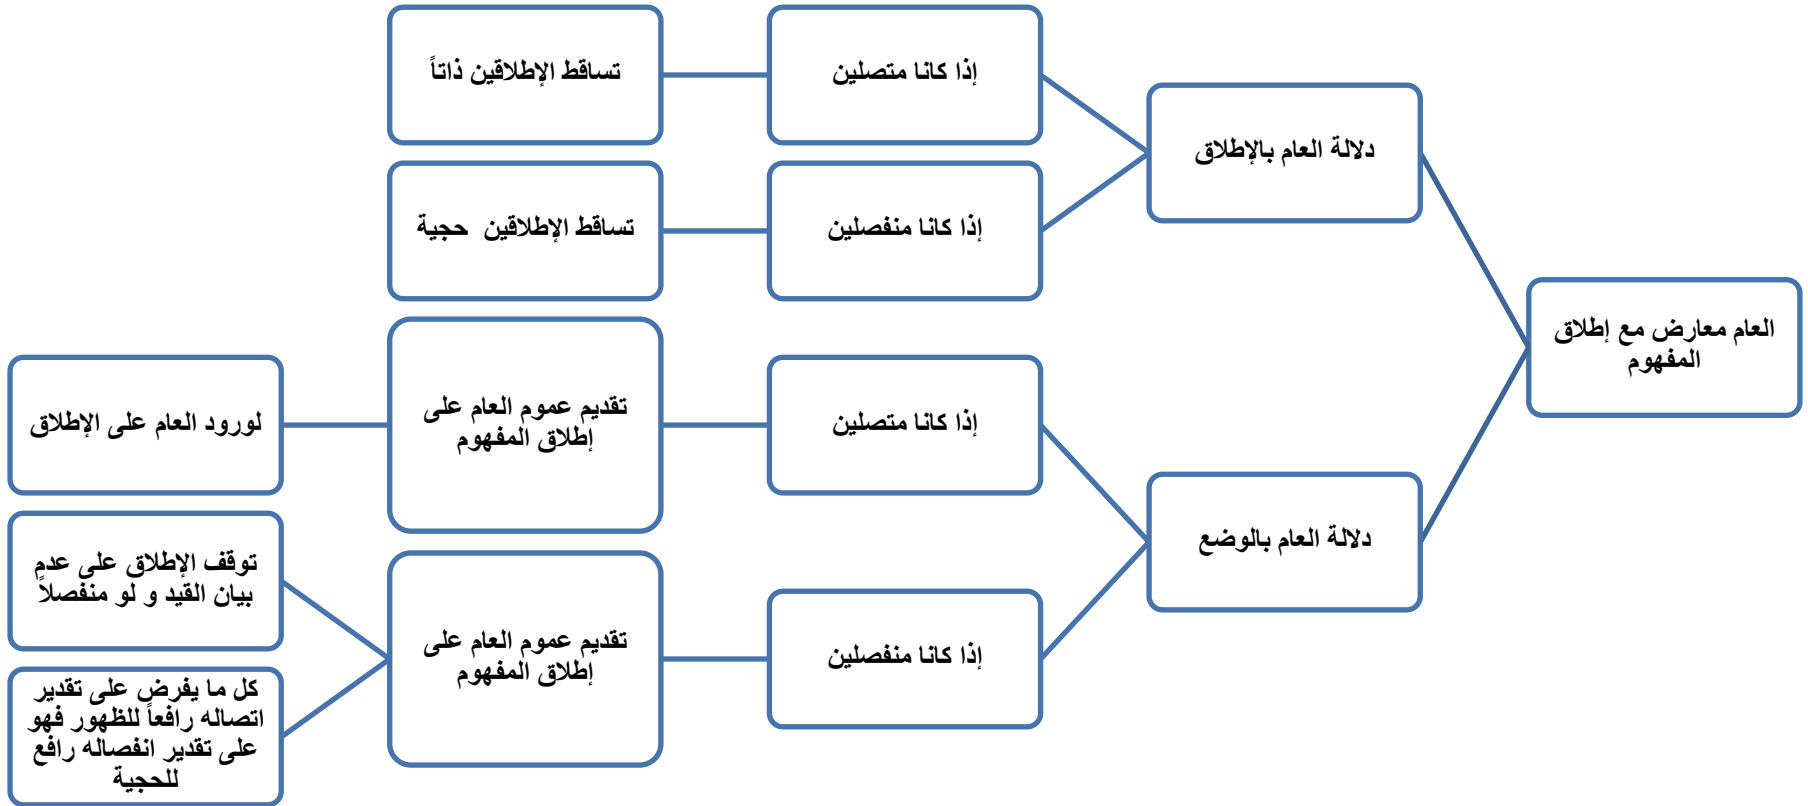 العام معارض مع إطلاق
المفهوم
دلالة العام بالإطلاق
إذا كانا متصلين
تساقط الإطلاقين ذاتاً
إذا كانا منفصلين
تساقط الإطلاقين حجية
دلالة العام بالوضع
إذا كانا متصلين
تقديم عموم العام على
إطلاق المفهوم
لورود العام على الإطلاق
إذا كانا منفصلين
تقديم عموم العام على
إطلاق المفهوم
توقف الإطلاق على عدم
بيان القيد و لو منفصلاً
كل ما يفرض على تقدير
اتصاله رافعاً للظهور فهو
على تقدير انفصاله رافع
للحجية